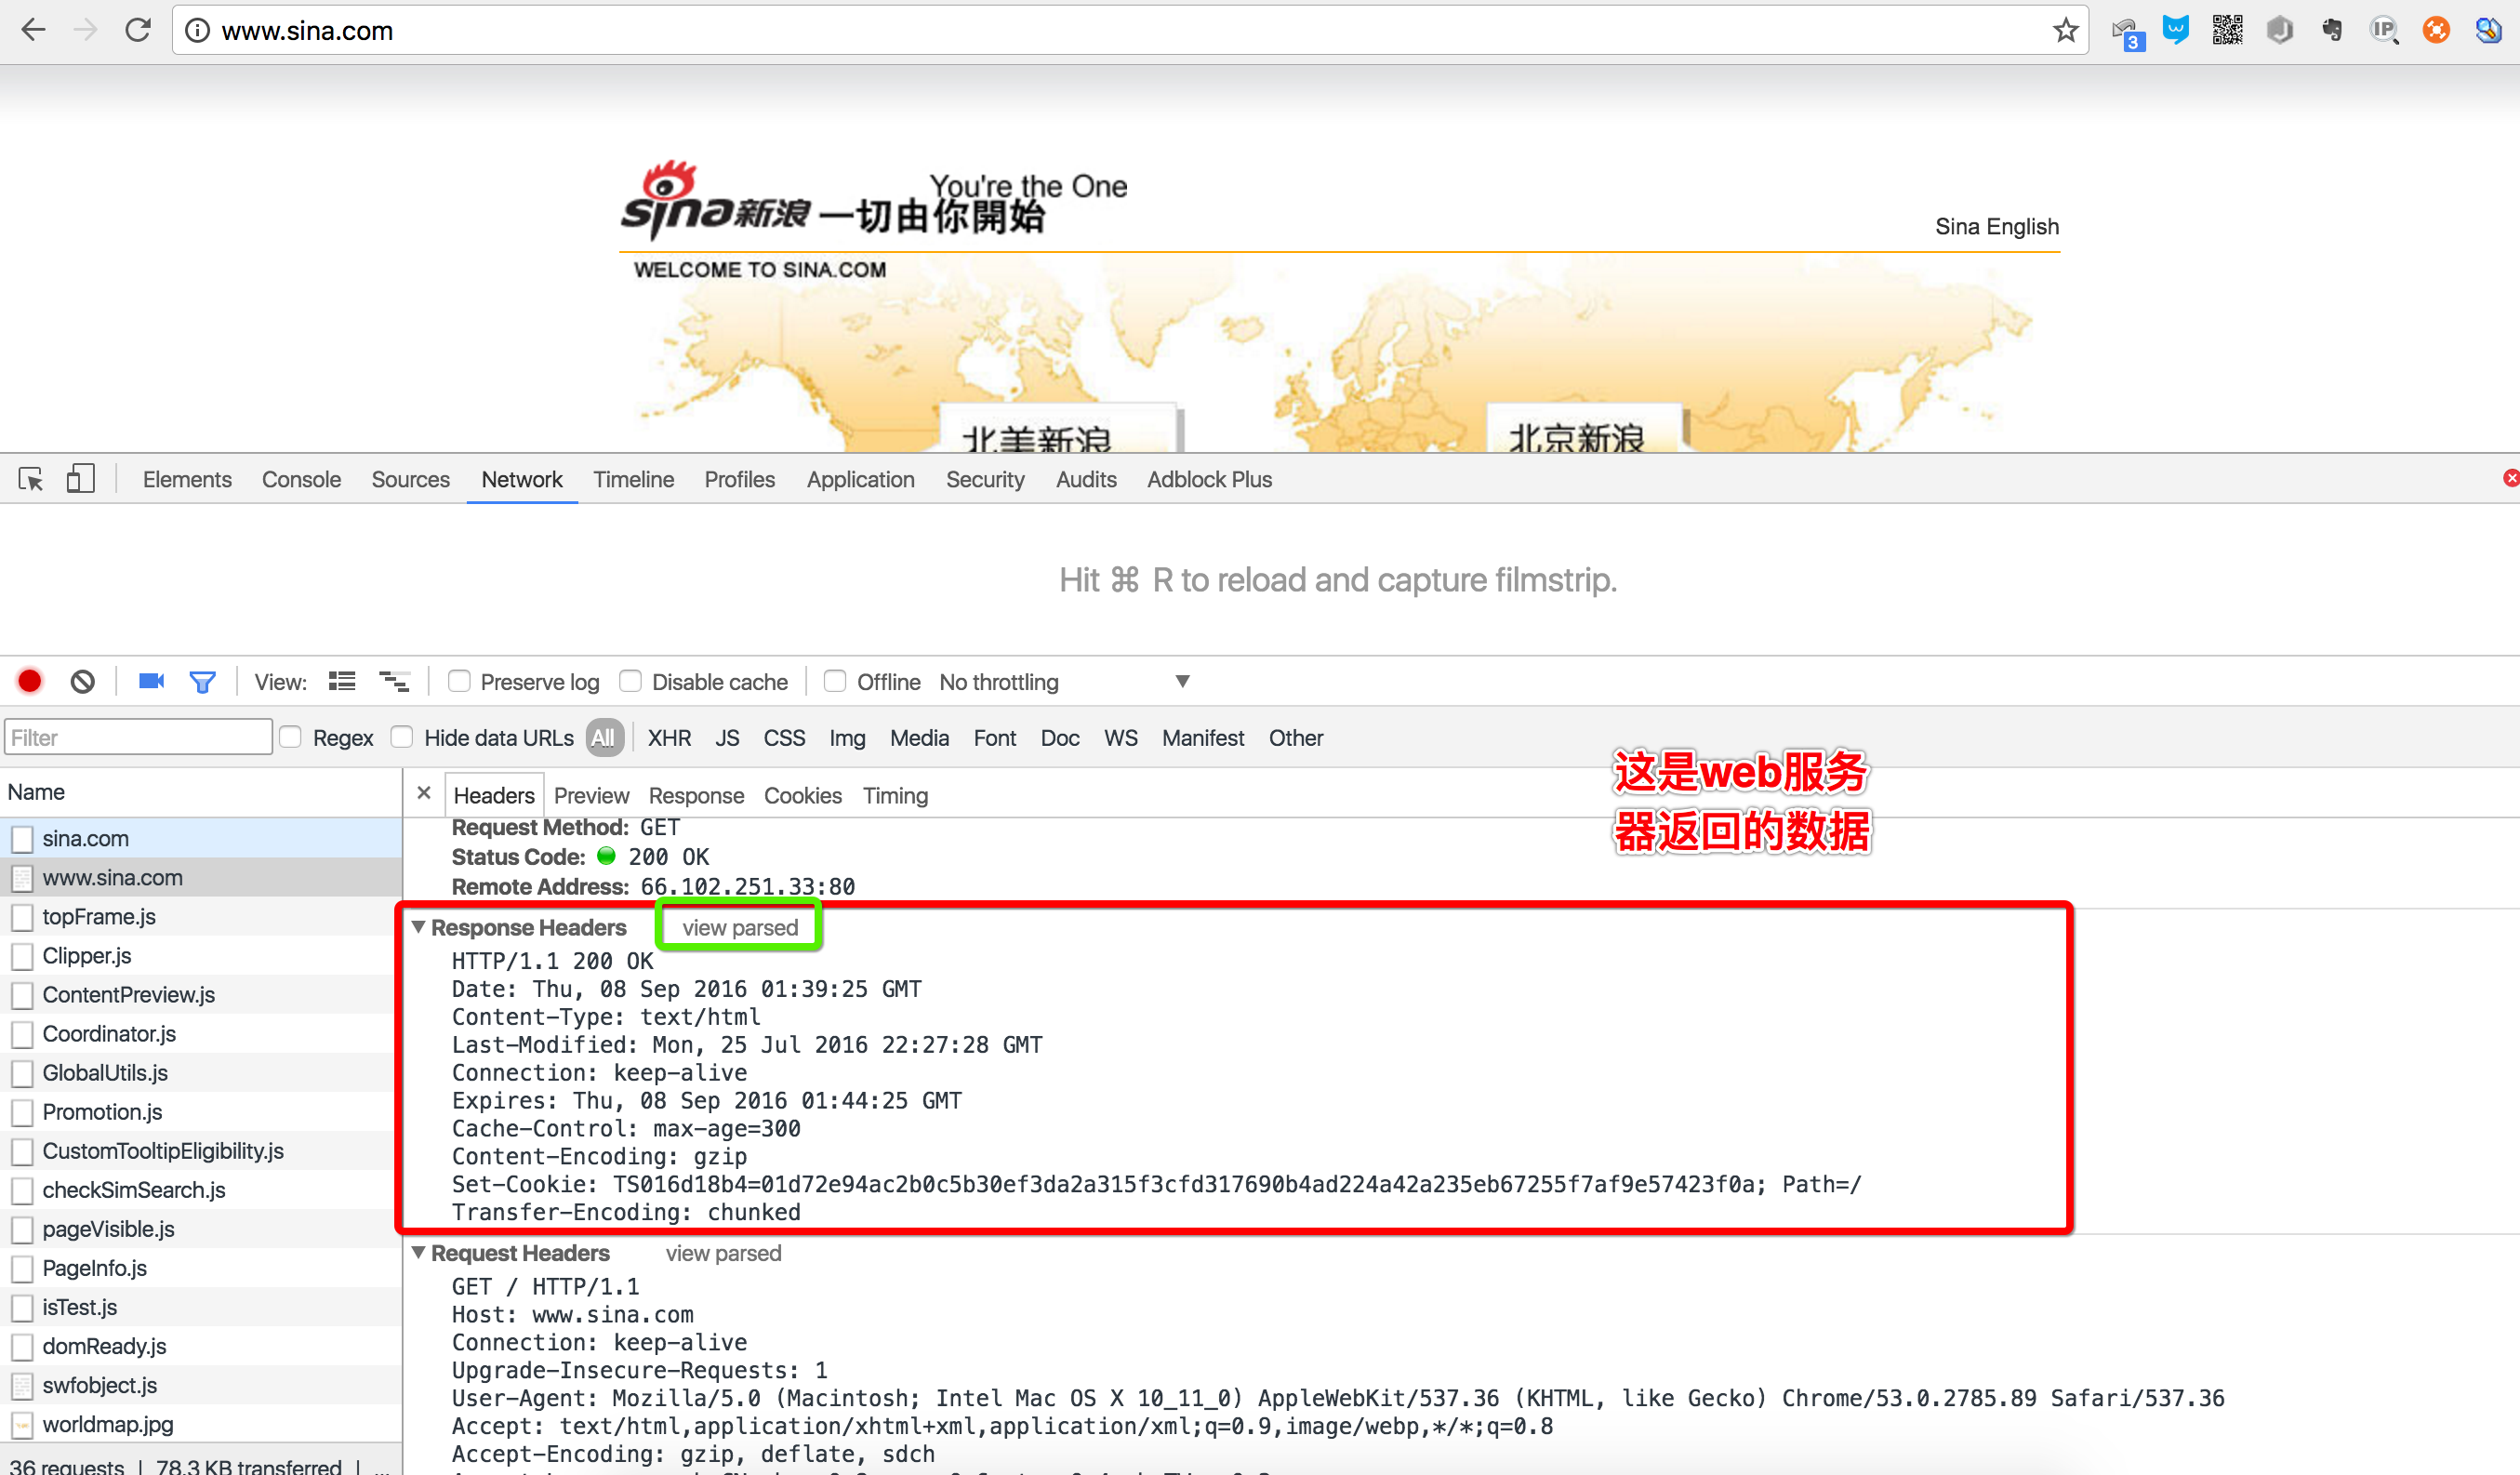 www.sina.com
3
IP
You're the One
sina新浪 一切由你開始
Sina English
WELCOME TO SINA.COM
北美新浪
北京新浪
Elements Console Sources Network Timeline Profiles Application Security Audits Adblock Plus
Hit ⌘ R to reload and capture filmstrip.
View: Preserve log Disable cache Offline No throttling ▼
Filter Regex Hide data URLs All XHR JS CSS Img Media Font Doc WS Manifest Other
这是web服务
器返回的数据
Name
sina.com
www.sina.com
topFrame.js
Clipper.js
ContentPreview.js
Coordinator.js
GlobalUtils.js
Promotion.js
CustomTooltipEligibility.js
checkSimSearch.js
pageVisible.js
PageInfo.js
isTest.js
domReady.js
swfobject.js
worldmap.jpg
36 requests | 78.3 KB transferred | ...
× Headers Preview Response Cookies Timing
Request Method: GET
Status Code: 200 OK
Remote Address: 66.102.251.33:80
▼Response Headers view parsed
HTTP/1.1 200 OK
Date: Thu, 08 Sep 2016 01:39:25 GMT
Content-Type: text/html
Last-Modified: Mon, 25 Jul 2016 22:27:28 GMT
Connection: keep-alive
Expires: Thu, 08 Sep 2016 01:44:25 GMT
Cache-Control: max-age=300
Content-Encoding: gzip
Set-Cookie: TS016d18b4=01d72e94ac2b0c5b30ef3da2a315f3cfd317690b4ad224a42a235eb67255f7af9e57423f0a; Path=/
Transfer-Encoding: chunked
▼Request Headers view parsed
GET / HTTP/1.1
Host: www.sina.com
Connection: keep-alive
Upgrade-Insecure-Requests: 1
User-Agent: Mozilla/5.0 (Macintosh; Intel Mac OS X 10_11_0) AppleWebKit/537.36 (KHTML, like Gecko) Chrome/53.0.2785.89 Safari/537.36
Accept: text/html,application/xhtml+xml,application/xml;q=0.9,image/webp,*/*;q=0.8
Accept-Encoding: gzip, deflate, sdch